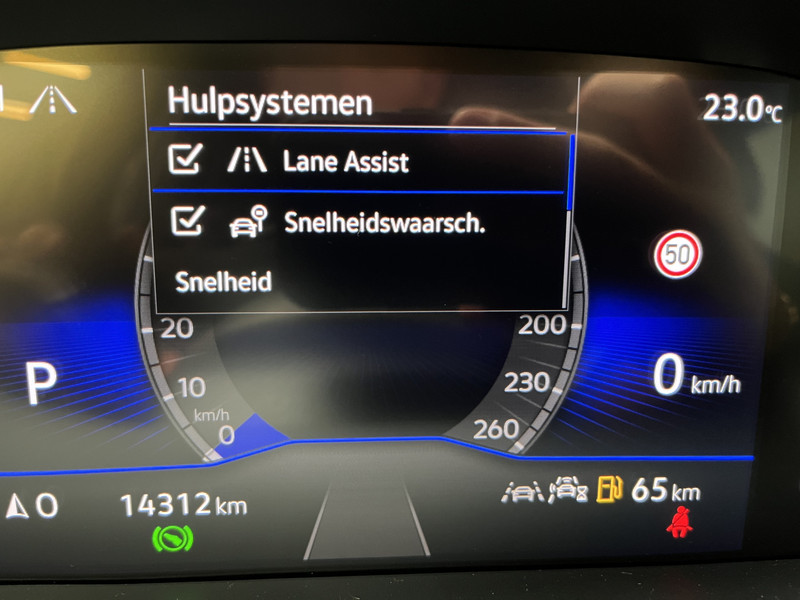 Hulpsystemen
23.0°C
Lane Assist
Snelheidswaarsch.
Snelheid
50
20
200
P
10
230
0 km/h
km/h
0
260
O
14312 km
65 km